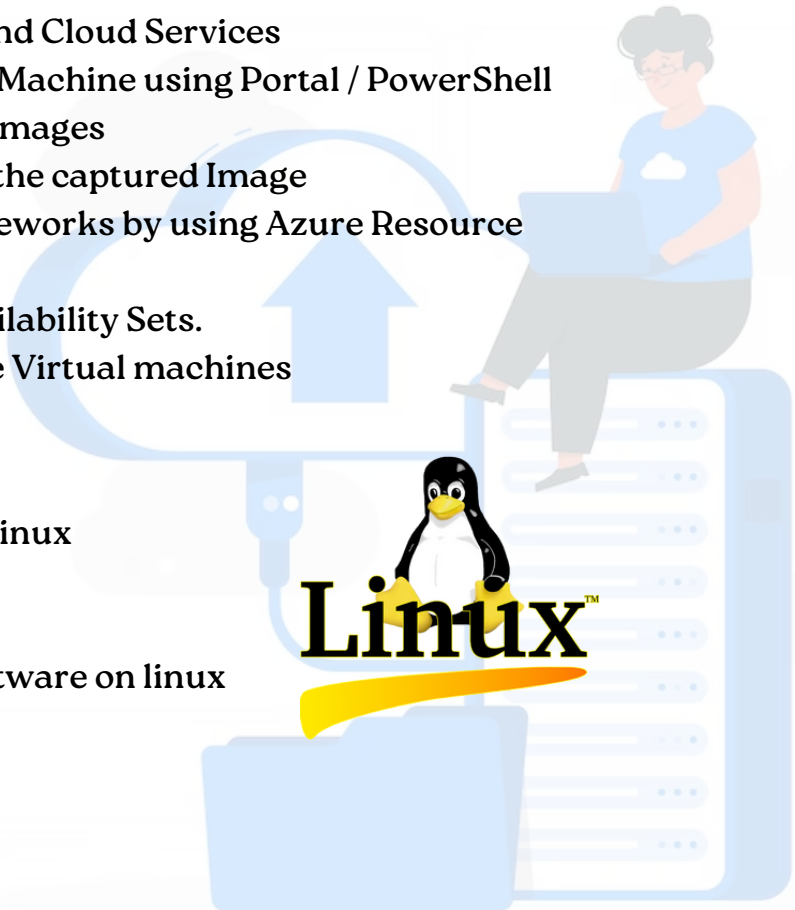 nd Cloud Services
Machine using Portal / PowerShell
mages
the captured Image
eworks by using Azure Resource
ilability Sets.
e Virtual machines
inux
Linux™
tware on linux